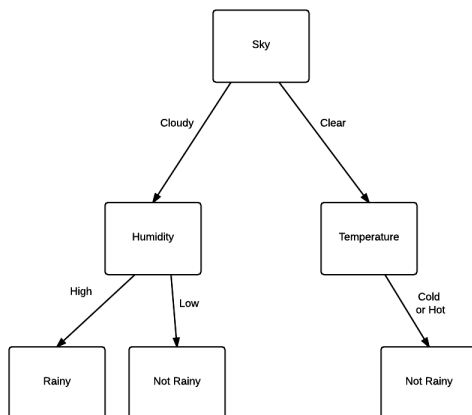 Sky
Cloudy
Clear
Humidity
Temperature
High
Low
Cold
or Hot
Rainy
Not Rainy
Not Rainy